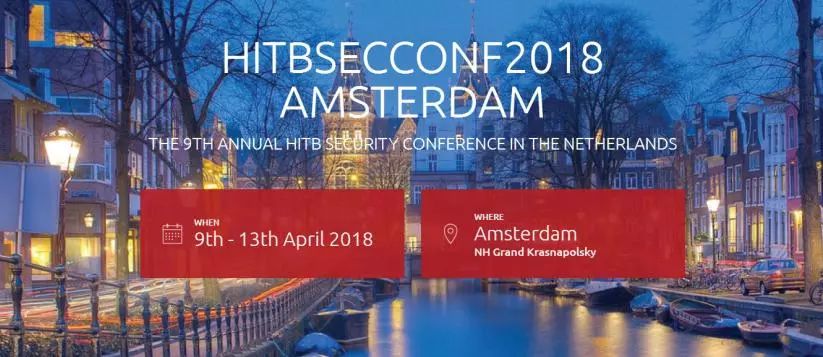 HITBSECCONF2018
AMSTERDAM
THE 9TH ANNUAL HITB SECURITY CONFERENCE IN THE NETHERLANDS
WHEN
9th - 13th April 2018
WHERE
Amsterdam
NH Grand Krasnapolsky